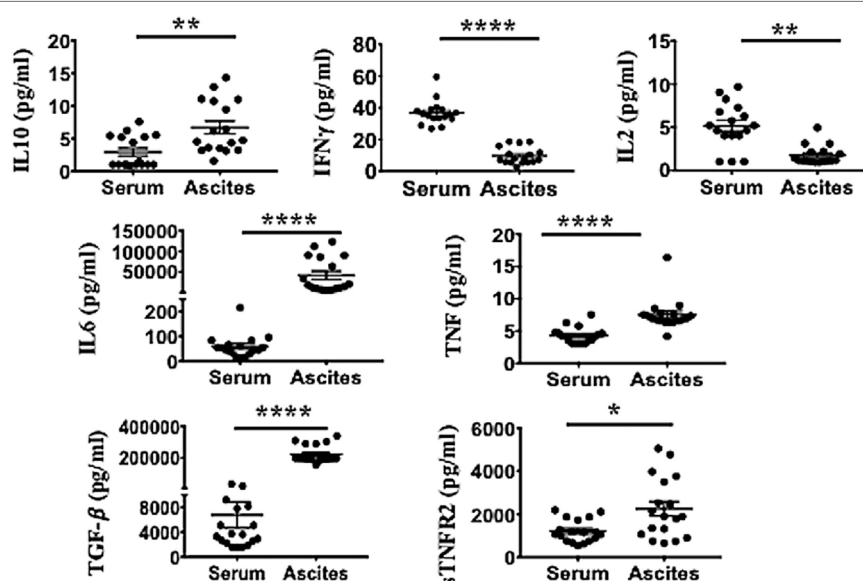 ** **** **
20 80 15
15 60
10 40 10
5 20 5
0 0 0
IL10 (pg/ml) IFNγ (pg/ml) IL2 (pg/ml)
Serum Ascites Serum Ascites Serum Ascites
**** ****
150000 20
100000 15
50000
200 10
100 5
0 0
IL6 (pg/ml) TNF (pg/ml)
Serum Ascites Serum Ascites
**** *
400000 6000
200000 4000
8000
4000 2000
0 0
TGF-β (pg/ml) sTNFR2 (pg/ml)
Serum Ascites Serum Ascites